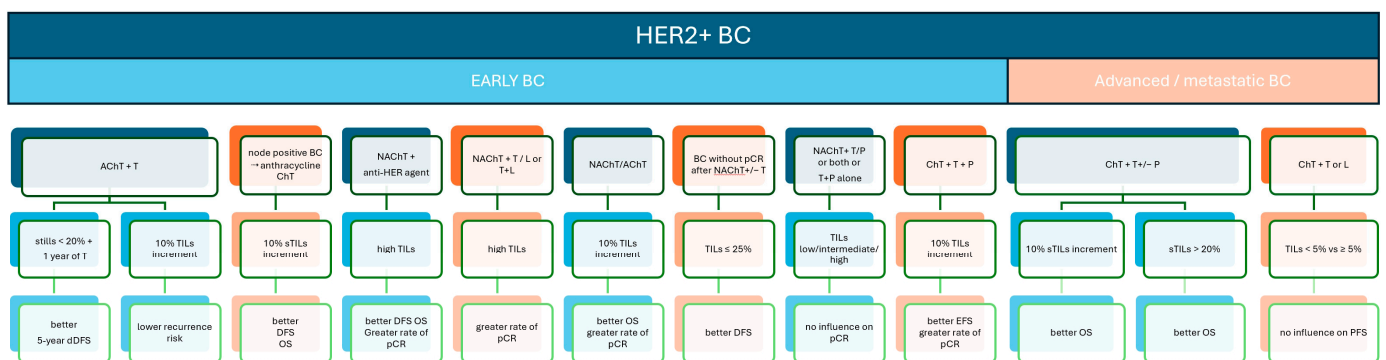 HER2+ BC
EARLY BC
Advanced / metastatic BC
AChT + T
node positive BC
→ anthracycline
ChT
NAChT +
anti-HER agent
NAChT + T / L or
T+L
NAChT/AChT
BC without pCR
after NAChT+/− T
NAChT+ T/P
or both or
T+P alone
ChT + T + P
ChT + T+/− P
ChT + T or L
stills < 20% +
1 year of T
10% TILs
increment
10% sTILs
increment
high TILs
high TILs
10% TILs
increment
TILs ≤ 25%
TILs
low/intermediate/
high
10% TILs
increment
10% sTILs increment
sTILs > 20%
TILs < 5% vs ≥ 5%
better
5-year dDFS
lower recurrence
risk
better
DFS
OS
better DFS OS
Greater rate of
pCR
greater rate of
pCR
better OS
greater rate of
pCR
better DFS
no influence on
pCR
better EFS
greater rate of
pCR
better OS
better OS
no influence on PFS